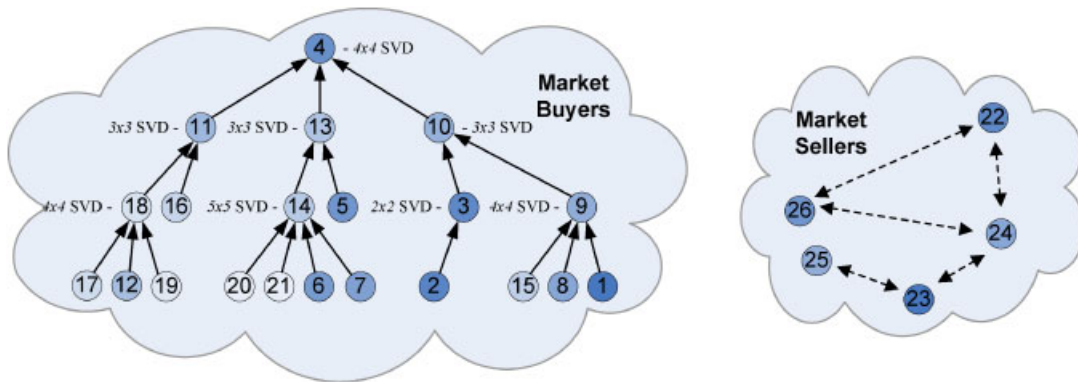 4 - 4x4 SVD
Market
Buyers
3x3 SVD - 11
3x3 SVD - 13
10 - 3x3 SVD
4x4 SVD - 18
16
5x5 SVD - 14
5
2x2 SVD - 3
4x4 SVD - 9
17
12
19
20
21
6
7
2
15
8
1
Market
Sellers
22
26
24
25
23